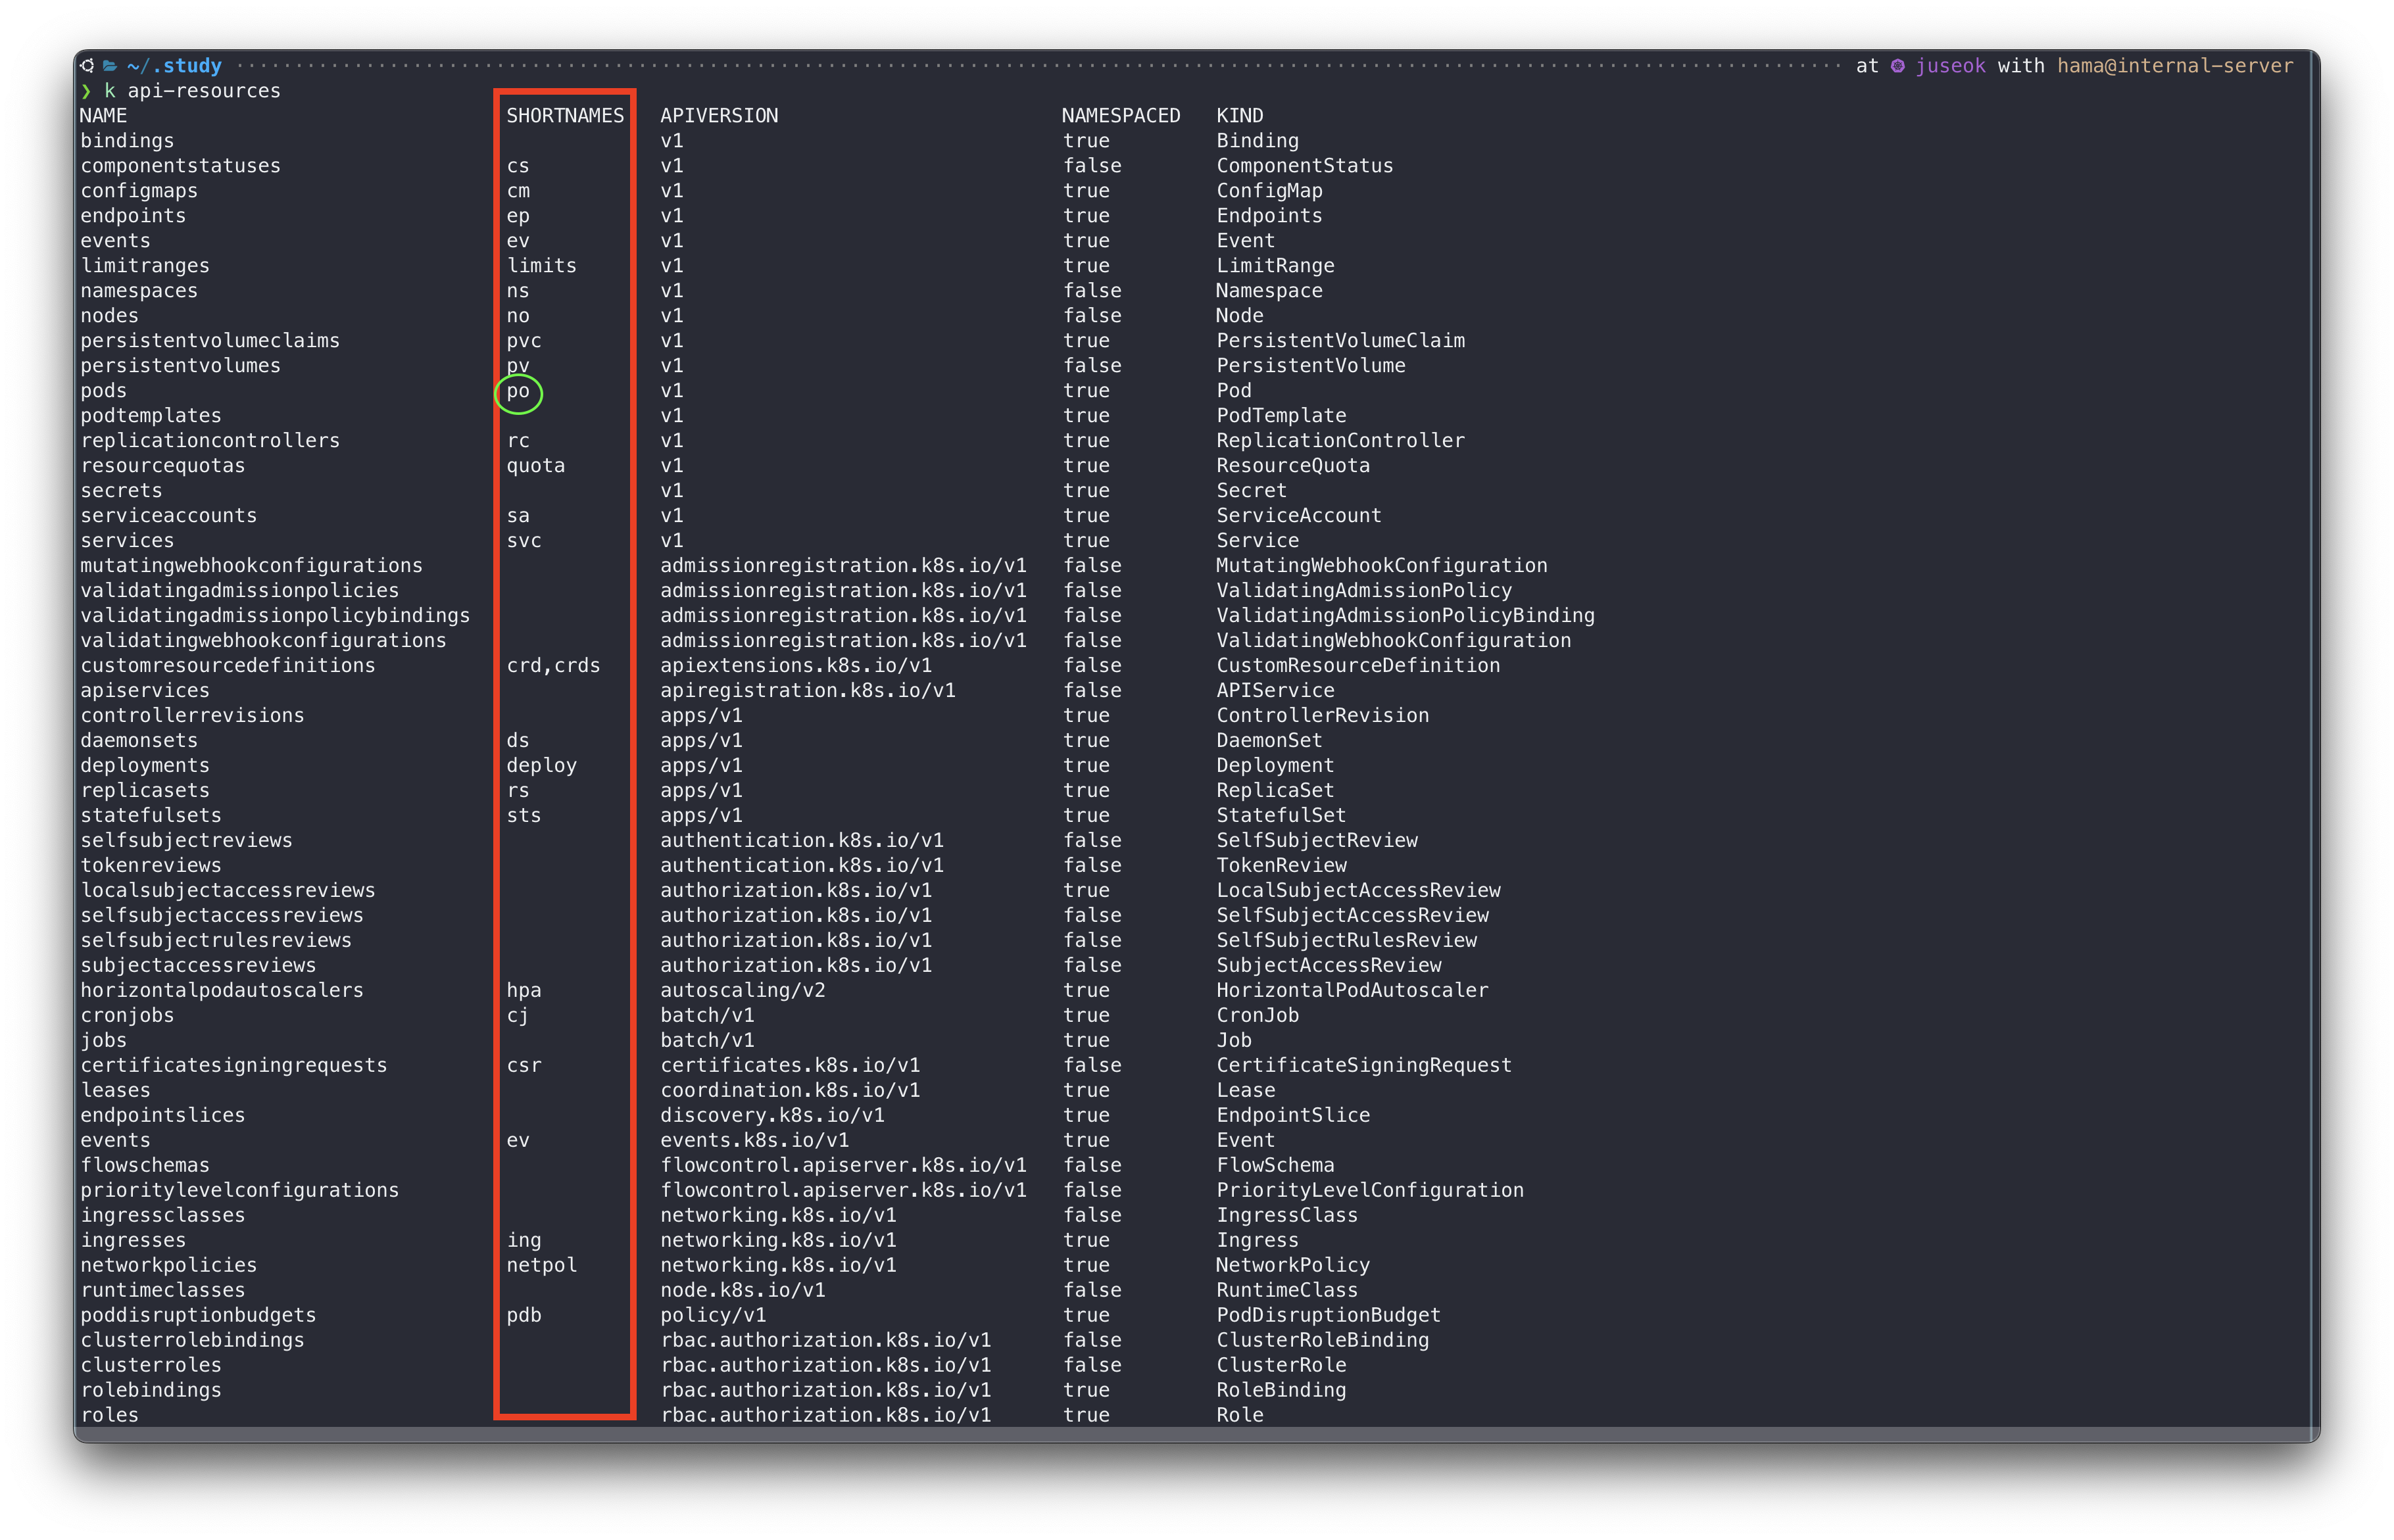 ~/.study at juseok with hama@internal-server
❯ k api-resources
NAME SHORTNAMES APIVERSION NAMESPACED KIND
bindings v1 true Binding
componentstatuses cs v1 false ComponentStatus
configmaps cm v1 true ConfigMap
endpoints ep v1 true Endpoints
events ev v1 true Event
limitranges limits v1 true LimitRange
namespaces ns v1 false Namespace
nodes no v1 false Node
persistentvolumeclaims pvc v1 true PersistentVolumeClaim
persistentvolumes pv v1 false PersistentVolume
pods po v1 true Pod
podtemplates v1 true PodTemplate
replicationcontrollers rc v1 true ReplicationController
resourcequotas quota v1 true ResourceQuota
secrets v1 true Secret
serviceaccounts sa v1 true ServiceAccount
services svc v1 true Service
mutatingwebhookconfigurations admissionregistration.k8s.io/v1 false MutatingWebhookConfiguration
validatingadmissionpolicies admissionregistration.k8s.io/v1 false ValidatingAdmissionPolicy
validatingadmissionpolicybindings admissionregistration.k8s.io/v1 false ValidatingAdmissionPolicyBinding
validatingwebhookconfigurations admissionregistration.k8s.io/v1 false ValidatingWebhookConfiguration
customresourcedefinitions crd,crds apiextensions.k8s.io/v1 false CustomResourceDefinition
apiservices apiregistration.k8s.io/v1 false APIService
controllerrevisions apps/v1 true ControllerRevision
daemonsets ds apps/v1 true DaemonSet
deployments deploy apps/v1 true Deployment
replicasets rs apps/v1 true ReplicaSet
statefulsets sts apps/v1 true StatefulSet
selfsubjectreviews authentication.k8s.io/v1 false SelfSubjectReview
tokenreviews authentication.k8s.io/v1 false TokenReview
localsubjectaccessreviews authorization.k8s.io/v1 true LocalSubjectAccessReview
selfsubjectaccessreviews authorization.k8s.io/v1 false SelfSubjectAccessReview
selfsubjectrulesreviews authorization.k8s.io/v1 false SelfSubjectRulesReview
subjectaccessreviews authorization.k8s.io/v1 false SubjectAccessReview
horizontalpodautoscalers hpa autoscaling/v2 true HorizontalPodAutoscaler
cronjobs cj batch/v1 true CronJob
jobs batch/v1 true Job
certificatesigningrequests csr certificates.k8s.io/v1 false CertificateSigningRequest
leases coordination.k8s.io/v1 true Lease
endpointslices discovery.k8s.io/v1 true EndpointSlice
events ev events.k8s.io/v1 true Event
flowschemas flowcontrol.apiserver.k8s.io/v1 false FlowSchema
prioritylevelconfigurations flowcontrol.apiserver.k8s.io/v1 false PriorityLevelConfiguration
ingressclasses networking.k8s.io/v1 false IngressClass
ingresses ing networking.k8s.io/v1 true Ingress
networkpolicies netpol networking.k8s.io/v1 true NetworkPolicy
runtimeclasses node.k8s.io/v1 false RuntimeClass
poddisruptionbudgets pdb policy/v1 true PodDisruptionBudget
clusterrolebindings rbac.authorization.k8s.io/v1 false ClusterRoleBinding
clusterroles rbac.authorization.k8s.io/v1 false ClusterRole
rolebindings rbac.authorization.k8s.io/v1 true RoleBinding
roles rbac.authorization.k8s.io/v1 true Role